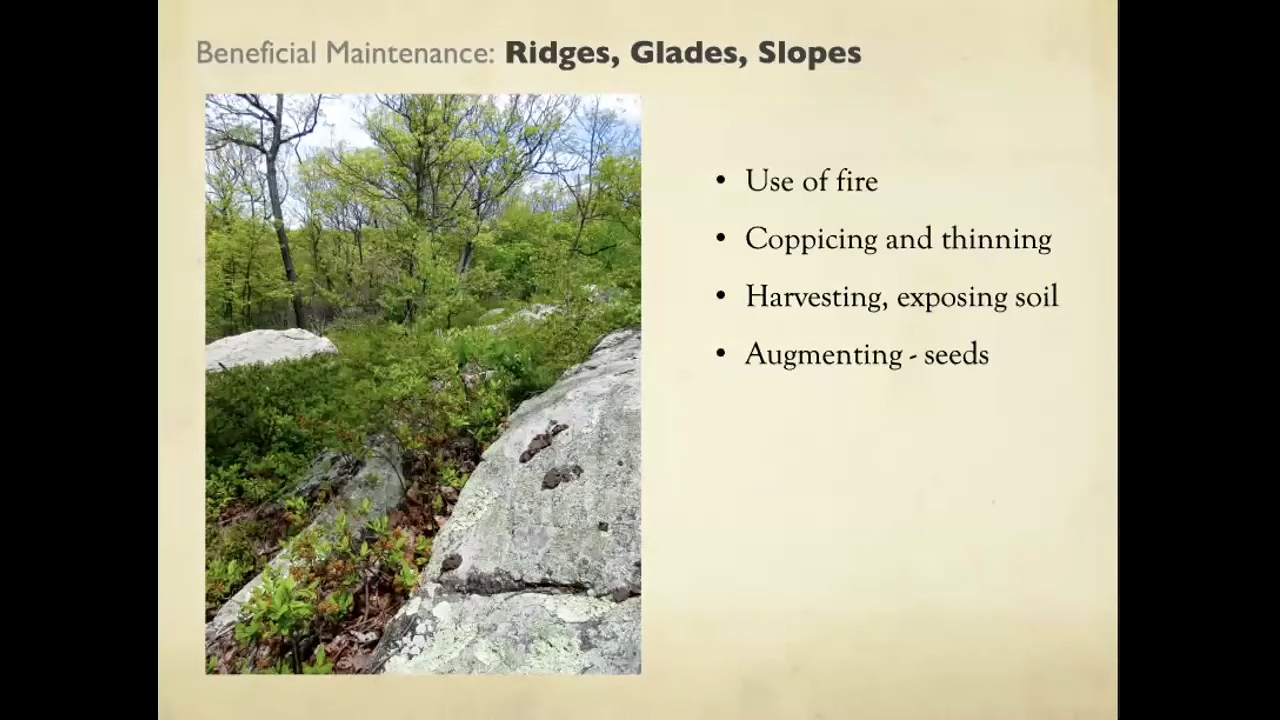 Beneficial Maintenance: Ridges, Glades, Slopes
• Use of fire
• Coppicing and thinning
• Harvesting, exposing soil
• Augmenting - seeds